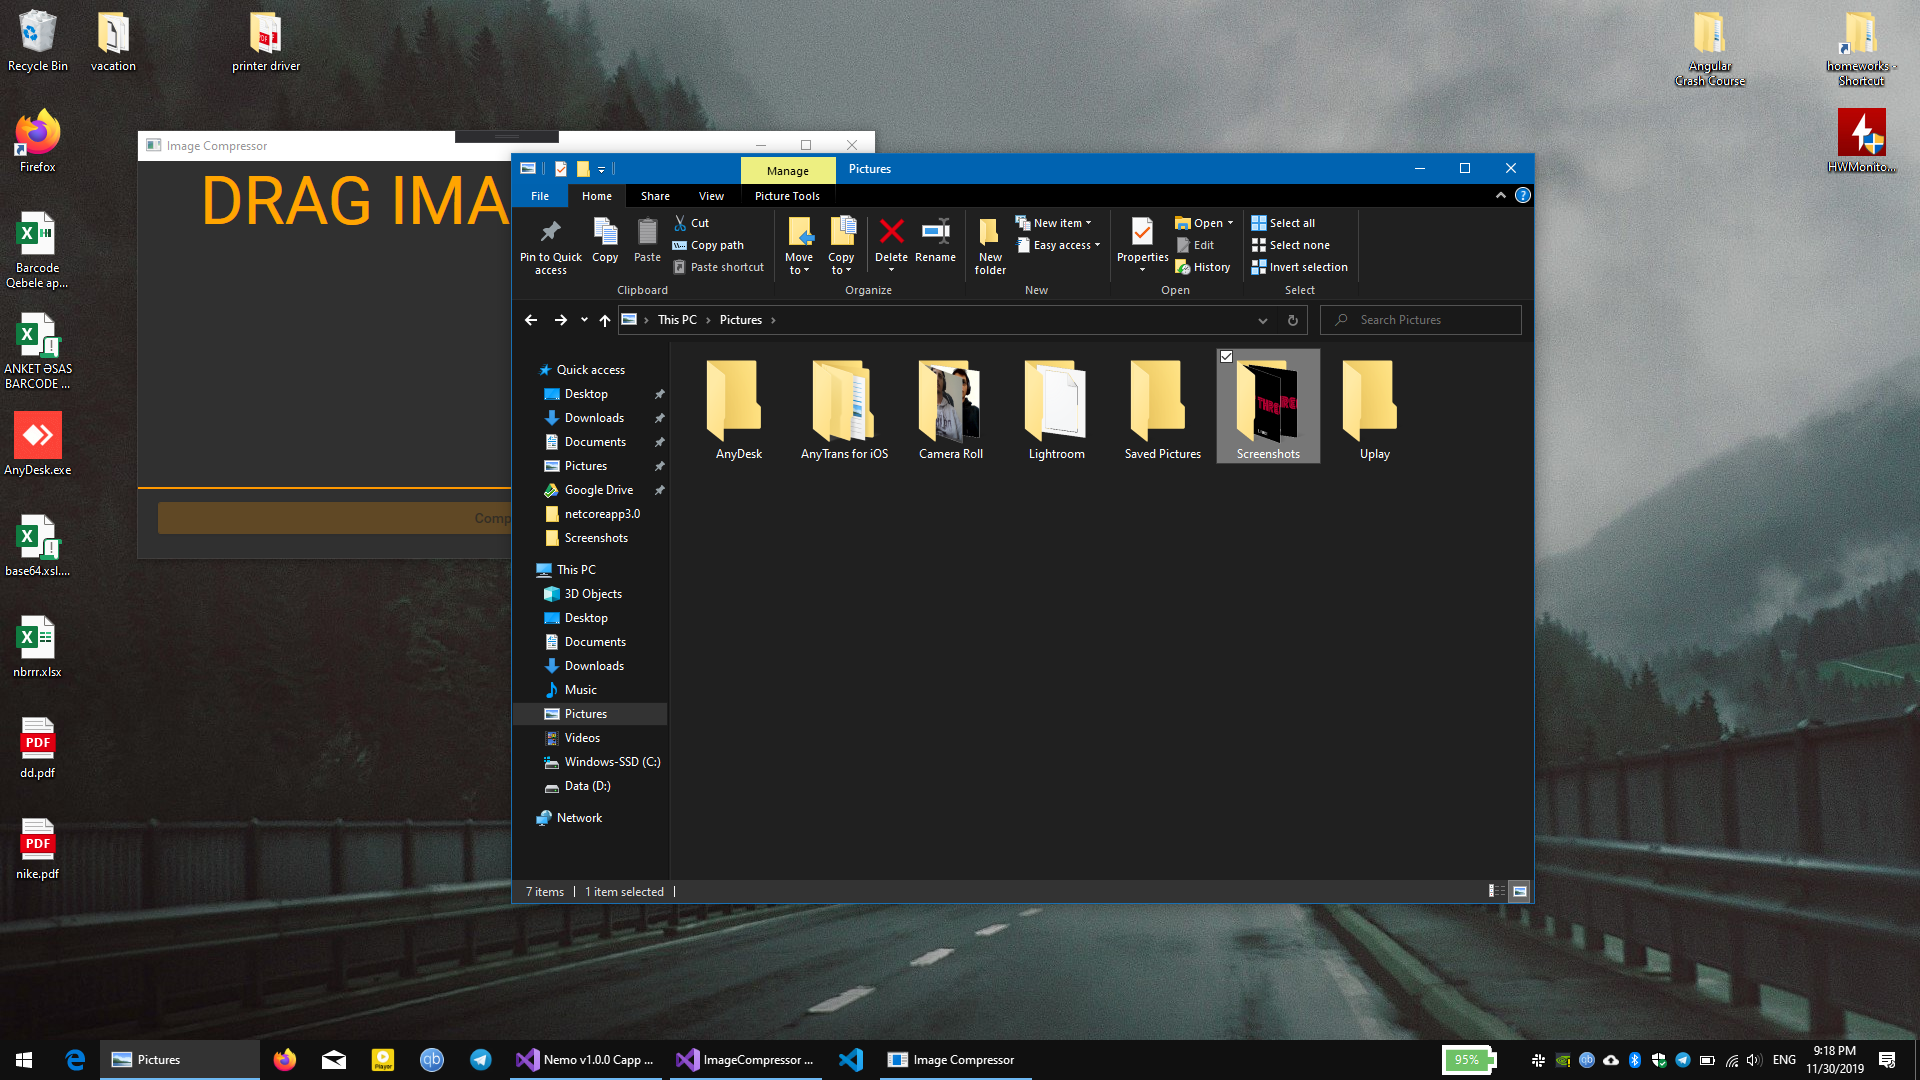 Recycle Bin
vacation
printer driver
Angular
Crash Course
homeworks -
Shortcut
Firefox
HWMonito...
Barcode
Qebele ap...
ANKET ƏSAS
BARCODE ...
AnyDesk.exe
base64.xsl....
nbrrr.xlsx
PDF
dd.pdf
PDF
nike.pdf
Image Compressor
DRAG IMA
Comp
Manage
Pictures
File
Home
Share
View
Picture Tools
Pin to Quick
access
Copy
Paste
Cut
Copy path
Paste shortcut
Clipboard
Move
to
Copy
to
Delete
Rename
Organize
New
folder
New item
Easy access
New
Properties
Open
Edit
History
Open
Select all
Select none
Invert selection
Select
This PC
Pictures
Search Pictures
Quick access
Desktop
Downloads
Documents
Pictures
Google Drive
netcoreapp3.0
Screenshots
This PC
3D Objects
Desktop
Documents
Downloads
Music
Pictures
Videos
Windows-SSD (C:)
Data (D:)
Network
AnyDesk
AnyTrans for iOS
Camera Roll
Lightroom
Saved Pictures
Screenshots
Uplay
7 items
1 item selected
Pictures
Player
qb
Nemo v1.0.0 Capp ...
ImageCompressor ...
Image Compressor
95%
ENG
9:18 PM
11/30/2019